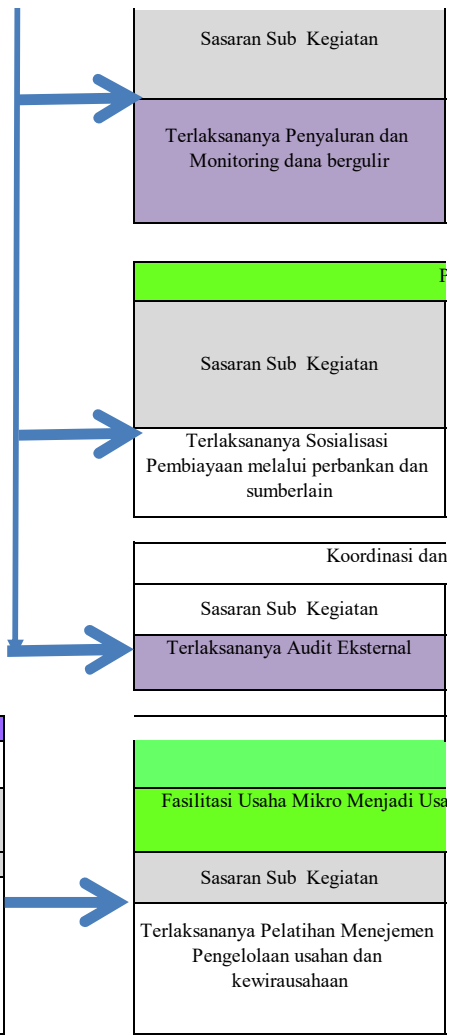 Sasaran Sub Kegiatan
Terlaksananya Penyaluran dan
Monitoring dana bergulir
P
Sasaran Sub Kegiatan
Terlaksananya Sosialisasi
Pembiayaan melalui perbankan dan
sumberlain
Koordinasi dan
Sasaran Sub Kegiatan
Terlaksananya Audit Eksternal
Fasilitasi Usaha Mikro Menjadi Usa
Sasaran Sub Kegiatan
Terlaksananya Pelatihan Menejemen
Pengelolaan usahan dan
kewirausahaan